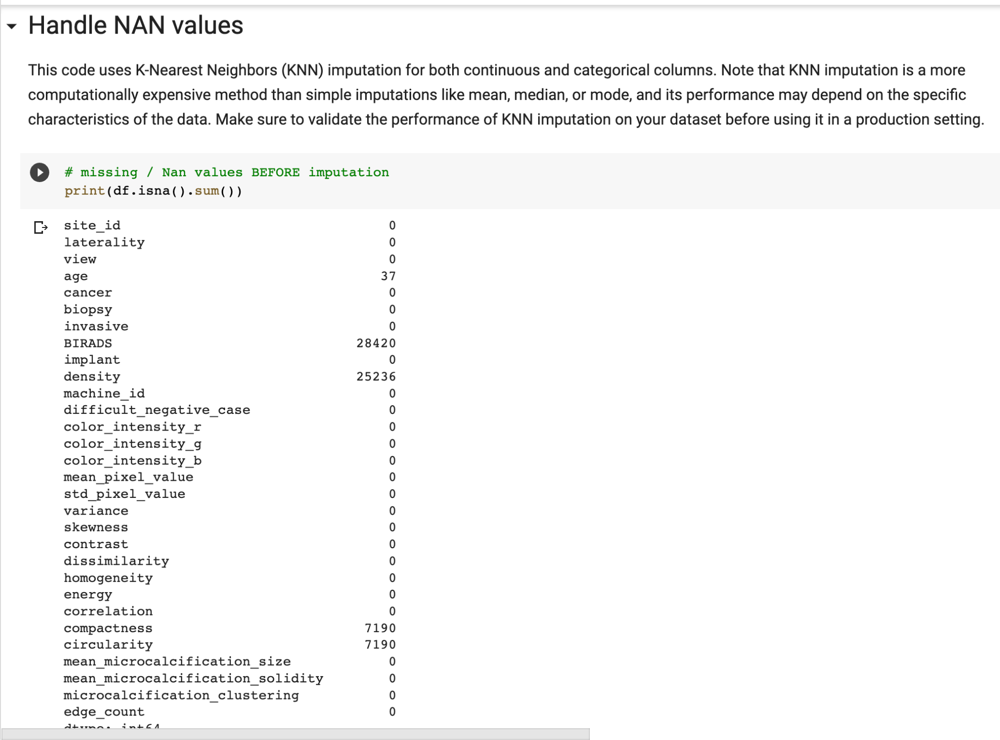 Handle NAN values
This code uses K-Nearest Neighbors (KNN) imputation for both continuous and categorical columns. Note that KNN imputation is a more
computationally expensive method than simple imputations like mean, median, or mode, and its performance may depend on the specific
characteristics of the data. Make sure to validate the performance of KNN imputation on your dataset before using it in a production setting.
# missing / Nan values BEFORE imputation
print(df.isna().sum())
site_id 0
laterality 0
view 0
age 37
cancer 0
biopsy 0
invasive 0
BIRADS 28420
implant 0
density 25236
machine_id 0
difficult_negative_case 0
color_intensity_r 0
color_intensity_g 0
color_intensity_b 0
mean_pixel_value 0
std_pixel_value 0
variance 0
skewness 0
contrast 0
dissimilarity 0
homogeneity 0
energy 0
correlation 0
compactness 7190
circularity 7190
mean_microcalcification_size 0
mean_microcalcification_solidity 0
microcalcification_clustering 0
edge_count 0
dtype: int64